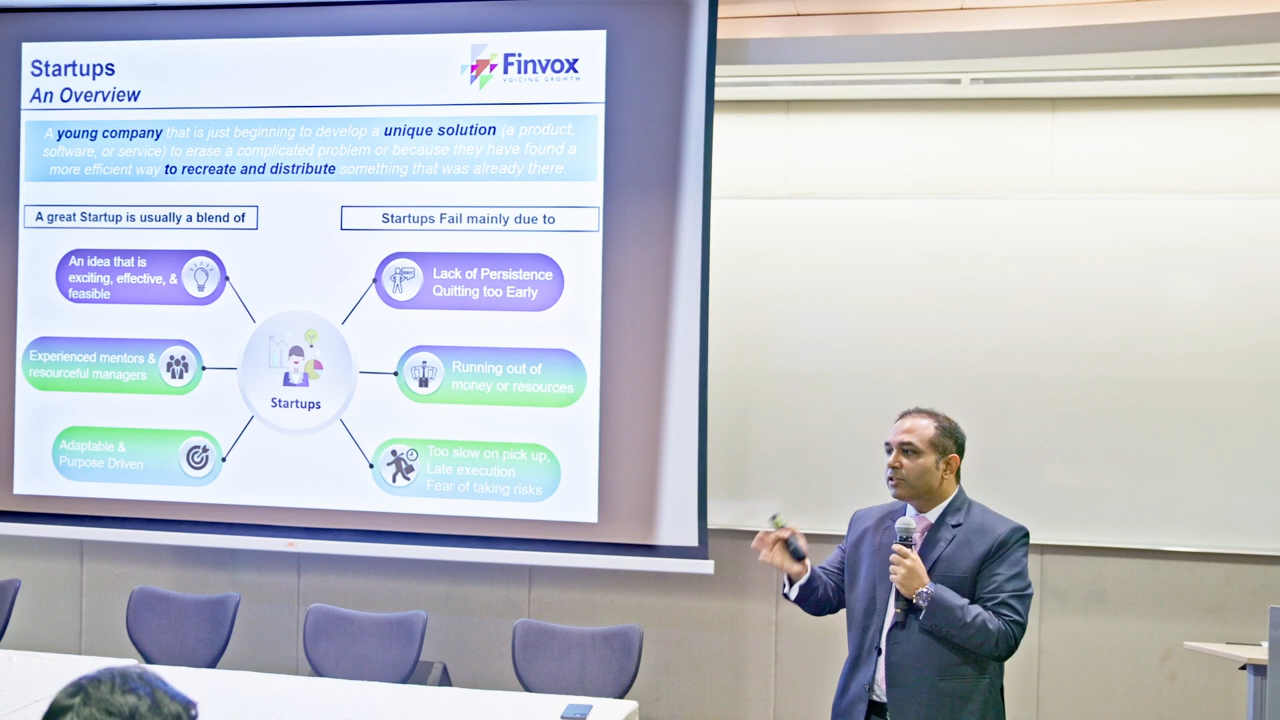 Startups
An Overview
Finvox
VOICING GROWTH
A young company that is just beginning to develop a unique solution (a product,
software, or service) to erase a complicated problem or because they have found a
more efficient way to recreate and distribute something that was already there.
A great Startup is usually a blend of
An idea that is
exciting, effective, &
feasible
Experienced mentors &
resourceful managers
Adaptable &
Purpose Driven
Startups
Startups Fail mainly due to
Lack of Persistence
Quitting too Early
Running out of
money or resources
Too slow on pick up,
Late execution
Fear of taking risks